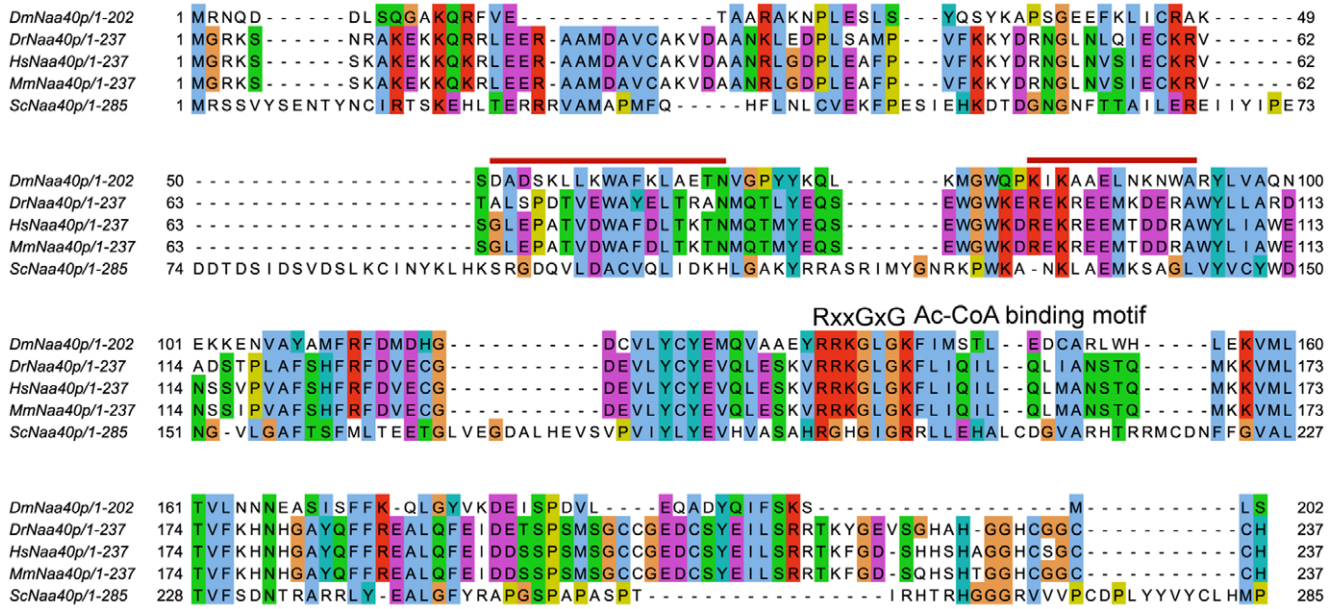 DmNaa40p/1-202 1 MRNQD------DLSQGAKQRFVE--------------TAARAKNPLESLS---YQSYKAPSGEEFKLICRAK------ 49
DrNaa40p/1-237 1 MGRKS------NRAKEKKQRRLEER-AAMDAVCAKVDAANKLEDPLSAMP---VFKKYDRNGLNLQIECKRV------ 62
HsNaa40p/1-237 1 MGRKS------SKAKEKKQKRLEER-AAMDAVCAKVDAANRLGDPLEAFP---VFKKYDRNGLNVSIECKRV------ 62
MmNaa40p/1-237 1 MGRKS------SKAKEKKQKRLEER-AAMDAVCAKVDAANRLGDPLEAFP---VFKKYDRNGLNVSIECKRV------ 62
ScNaa40p/1-285 1 MRSSVYSENTYNCIRTSKEHLTERRRVAMAPMFQ-----HFLNLCVEKFPESIEHKDTDGNGNFTTAILEREIIYIPE 73
DmNaa40p/1-202 50 --------------------SDADSKLLKWAFKLAETNVGPYYKQL-------KMGWQPKIKAAELNKNWARYLVAQN 100
DrNaa40p/1-237 63 --------------------TALSPDTVEWAYELTRANMQTLYEQS-------EWGWKEREKREEMKDERAWYLLARD 113
HsNaa40p/1-237 63 --------------------SGLEPATVDWAFDLTKTNMQTMYEQS-------EWGWKDREKREEMTDDRAWYLIAWE 113
MmNaa40p/1-237 63 --------------------SGLEPATVDWAFDLTKTNMQTMYEQS-------EWGWKDREKREEMTDDRAWYLIAWE 113
ScNaa40p/1-285 74 DDTDSIDSVDSLKCINYKLHKSRGDQVLDACVQLIDKHLGAKYRRASRIMYGNRKPWKA-NKLAEMKSAGLVYVCYWD 150
RxxGxG Ac-CoA binding motif
DmNaa40p/1-202 101 EKKENVAYAMFRFDMDHG-----------DCVLYCYEMQVAAEYRRKGLGKFIMSTL--EDCARLWH-----LEKVML 160
DrNaa40p/1-237 114 ADSTPLAFSHFRFDVECG-----------DEVLYCYEVQLESKVRRKGLGKFLIQIL--QLIANSTQ-----MKKVML 173
HsNaa40p/1-237 114 NSSVPVAFSHFRFDVECG-----------DEVLYCYEVQLESKVRRKGLGKFLIQIL--QLMANSTQ-----MKKVML 173
MmNaa40p/1-237 114 NSSIPVAFSHFRFDVECG-----------DEVLYCYEVQLESKVRRKGLGKFLIQIL--QLMANSTQ-----MKKVML 173
ScNaa40p/1-285 151 NG-VLGAFTSFMLTEETGLVEGDALHEVSVPVIYLYEVHVASAHRGHGIGRRLLEHALCDGVARHTRRMCDNFFGVAL 227
DmNaa40p/1-202 161 TVLNNNEASISFFK-QLGYVKDEISPDVL----EQADYQIFSKS------------------M-----------LS 202
DrNaa40p/1-237 174 TVFKHNHGAYQFFREALQFEIDETSPSMSGCCGEDCSYEILSRRTKYGEVSGHAH-GGHCGGC-----------CH 237
HsNaa40p/1-237 174 TVFKHNHGAYQFFREALQFEIDDSSPSMSGCCGEDCSYEILSRRTKFGD-SHHSHAGGHCSGC-----------CH 237
MmNaa40p/1-237 174 TVFKHNHGAYQFFREALQFEIDDSSPSMSGCCGEDCSYEILSRRTKFGD-SQHSHTGGHCGGC-----------CH 237
ScNaa40p/1-285 228 TVFSDNTRARRLY-EALGFYRAPGSPAPASPT-----------------IRHTRHGGGRVVVPCDPLYYVYCLHMP 285